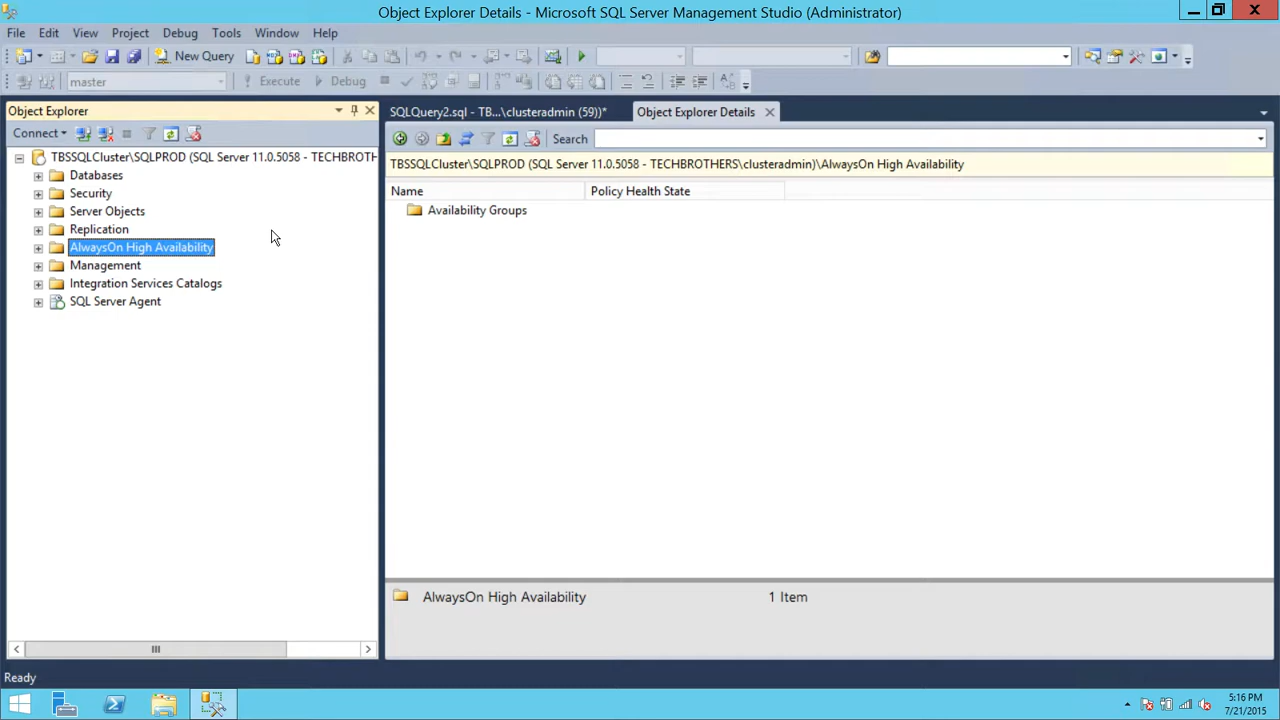 Object Explorer Details - Microsoft SQL Server Management Studio (Administrator)
File Edit View Project Debug Tools Window Help
New Query
master Execute Debug
Object Explorer
SQLQuery2.sql - TB...\clusteradmin (59))*
Object Explorer Details
Connect
Search
TBSSQLCluster\SQLPROD (SQL Server 11.0.5058 - TECHBROTH
TBSSQLCluster\SQLPROD (SQL Server 11.0.5058 - TECHBROTHERS\clusteradmin)\AlwaysOn High Availability
Databases
Security
Server Objects
Replication
AlwaysOn High Availability
Management
Integration Services Catalogs
SQL Server Agent
Name Policy Health State
Availability Groups
AlwaysOn High Availability 1 Item
Ready
5:16 PM
7/21/2015